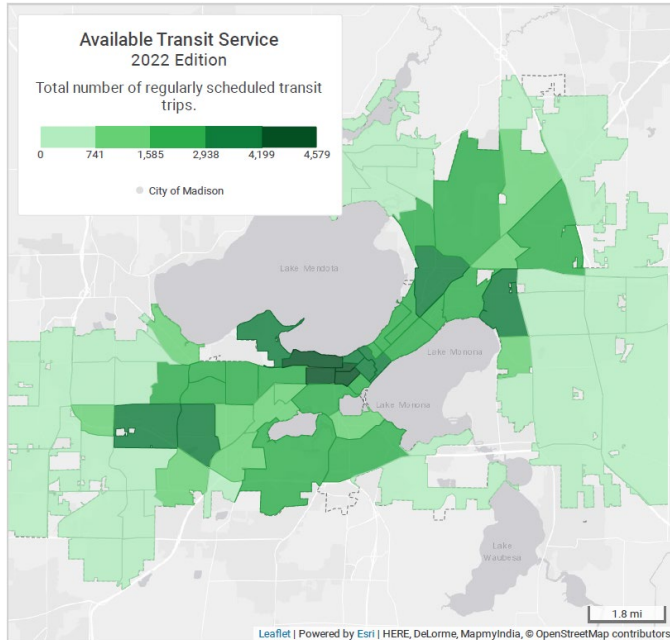 Available Transit Service
2022 Edition
Total number of regularly scheduled transit
trips.
0 741 1,585 2,938 4,199 4,579
City of Madison
Lake Mendota
Lake Monona
Lake Monona
Lake
Waubesa
1.8 mi
Leaflet | Powered by Esri | HERE, DeLorme, MapmyIndia, © OpenStreetMap contributors